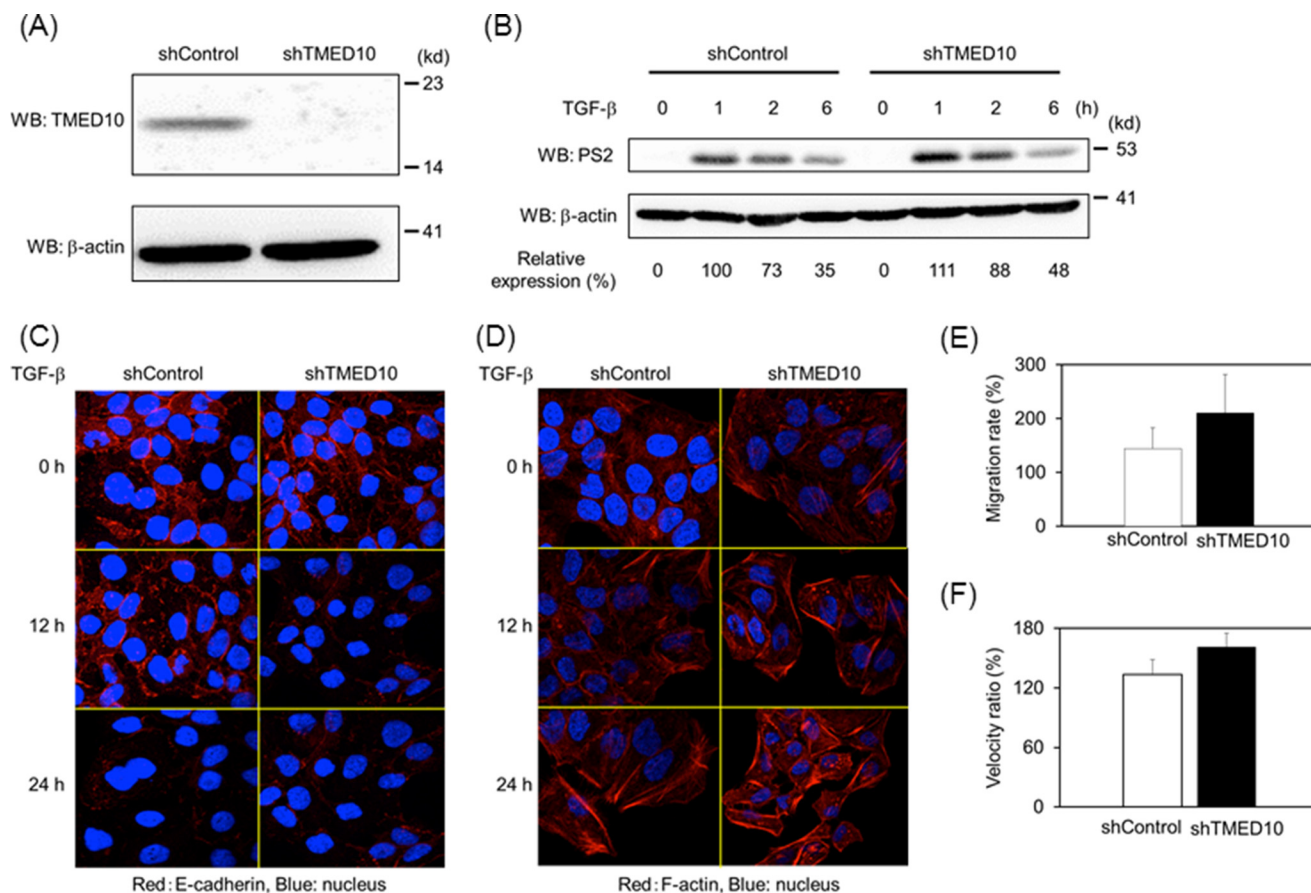 (A)
shControl shTMED10 (kd)
23
WB: TMED10
14
41
WB: β-actin
(B)
shControl shTMED10
TGF-β 0 1 2 6 0 1 2 6 (h)
(kd)
WB: PS2 53
41
WB: β-actin
Relative
expression (%) 0 100 73 35 0 111 88 48
(C)
TGF-β shControl shTMED10
0 h
12 h
24 h
Red: E-cadherin, Blue: nucleus
(D)
TGF-β shControl shTMED10
0 h
12 h
24 h
Red: F-actin, Blue: nucleus
(E)
Migration rate (%)
300
200
100
0
shControl shTMED10
(F)
Velocity ratio (%)
180
120
60
0
shControl shTMED10